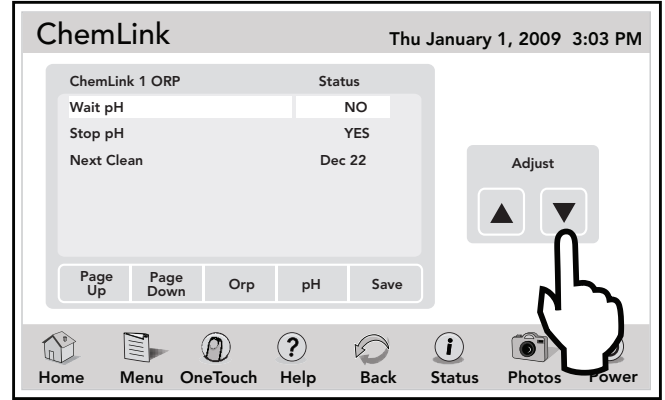 ChemLink
Thu January 1, 2009 3:03 PM
ChemLink 1 ORP Status
Wait pH NO
Stop pH YES
Next Clean Dec 22
Adjust
Page Up
Page Down
Orp
pH
Save
Home Menu OneTouch Help Back Status Photos Power